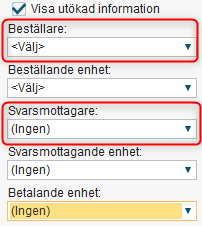 Visa utökad information
Beställare:
<Välj>
Beställande enhet:
<Välj>
Svarsmottagare:
(Ingen)
Svarsmottagande enhet:
(Ingen)
Betalande enhet:
(Ingen)